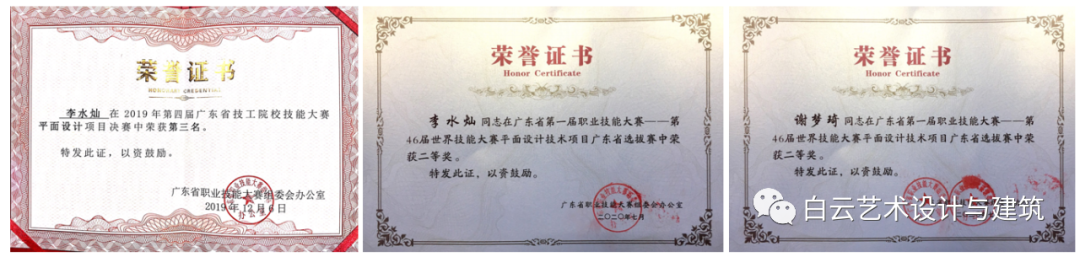 荣誉证书
HONORARY CREDENTIAL
李水灿 在2019年第四届广东省技工院校技能大赛
平面设计项目决赛中荣获第三名。
特发此证，以资鼓励。
广东省职业技能大赛组委会办公室
2019年12月6日
荣誉证书
Honor Certificate
李水灿 同志在广东省第一届职业技能大赛——第
46届世界技能大赛平面设计技术项目广东省选拔赛中荣
获二等奖。
特发此证，以资鼓励。
广东省职业技能大赛组委会办公室
二〇二〇年七月
荣誉证书
Honor Certificate
谢梦琦 同志在广东省第一届职业技能大赛——第
46届世界技能大赛平面设计技术项目广东省选拔赛中荣
获二等奖。
特发此证，以资鼓励。
白云艺术设计与建筑